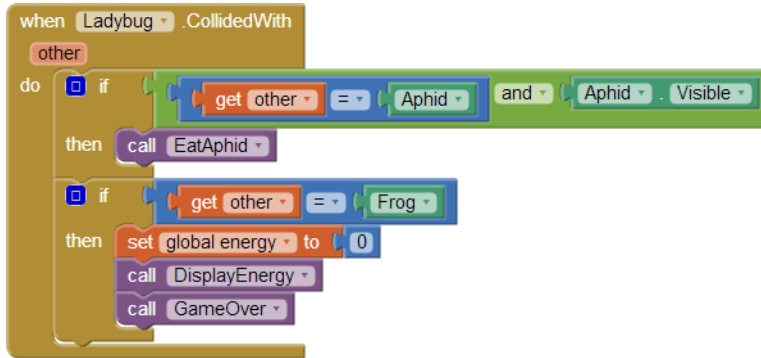 when Ladybug .CollidedWith
other
do if get other = Aphid and Aphid . Visible
then call EatAphid
if get other = Frog
then set global energy to 0
call DisplayEnergy
call GameOver